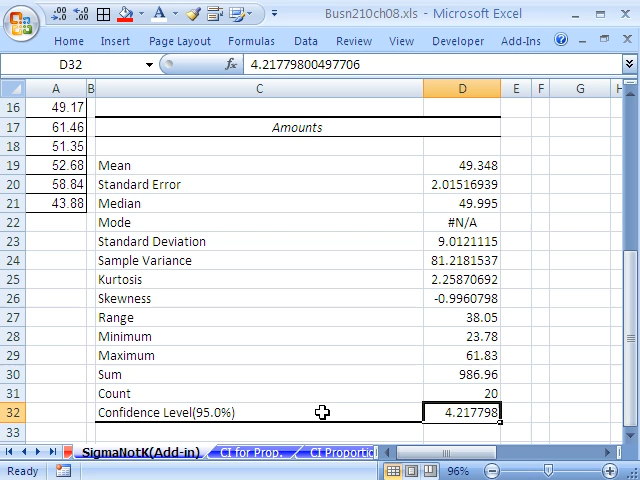 Busn210ch08.xls - Microsoft Excel
Home Insert Page Layout Formulas Data Review View Developer Add-Ins
D32 fx 4.21779800497706
A B C D E F G H
16 49.17
17 61.46 Amounts
18 51.35
19 52.68 Mean 49.348
20 58.84 Standard Error 2.01516939
21 43.88 Median 49.995
22 Mode #N/A
23 Standard Deviation 9.0121115
24 Sample Variance 81.2181537
25 Kurtosis 2.25870692
26 Skewness -0.9960798
27 Range 38.05
28 Minimum 23.78
29 Maximum 61.83
30 Sum 986.96
31 Count 20
32 Confidence Level(95.0%) 4.217798
33
SigmaNotK(Add-in) CI for Prop. CI Proportion
Ready 96%